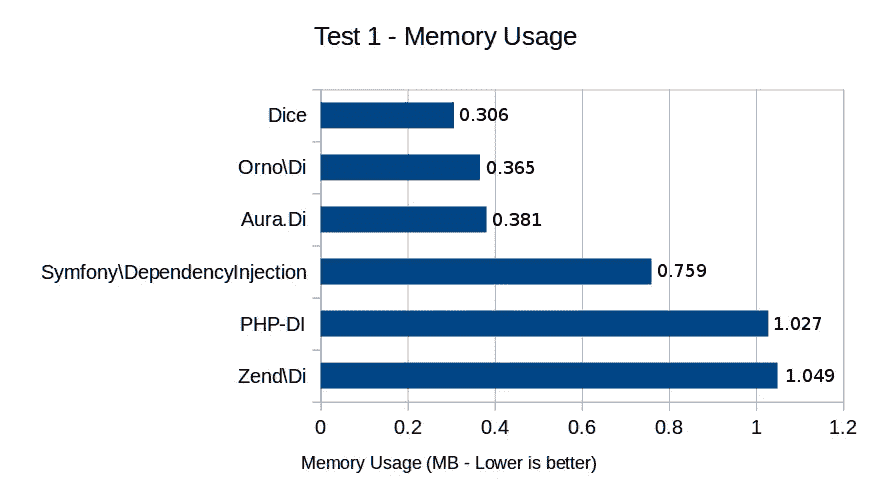 Test 1 - Memory Usage
Dice 0.306
Orno\Di 0.365
Aura.Di 0.381
Symfony\DependencyInjection 0.759
PHP-DI 1.027
Zend\Di 1.049
0 0.2 0.4 0.6 0.8 1 1.2
Memory Usage (MB - Lower is better)